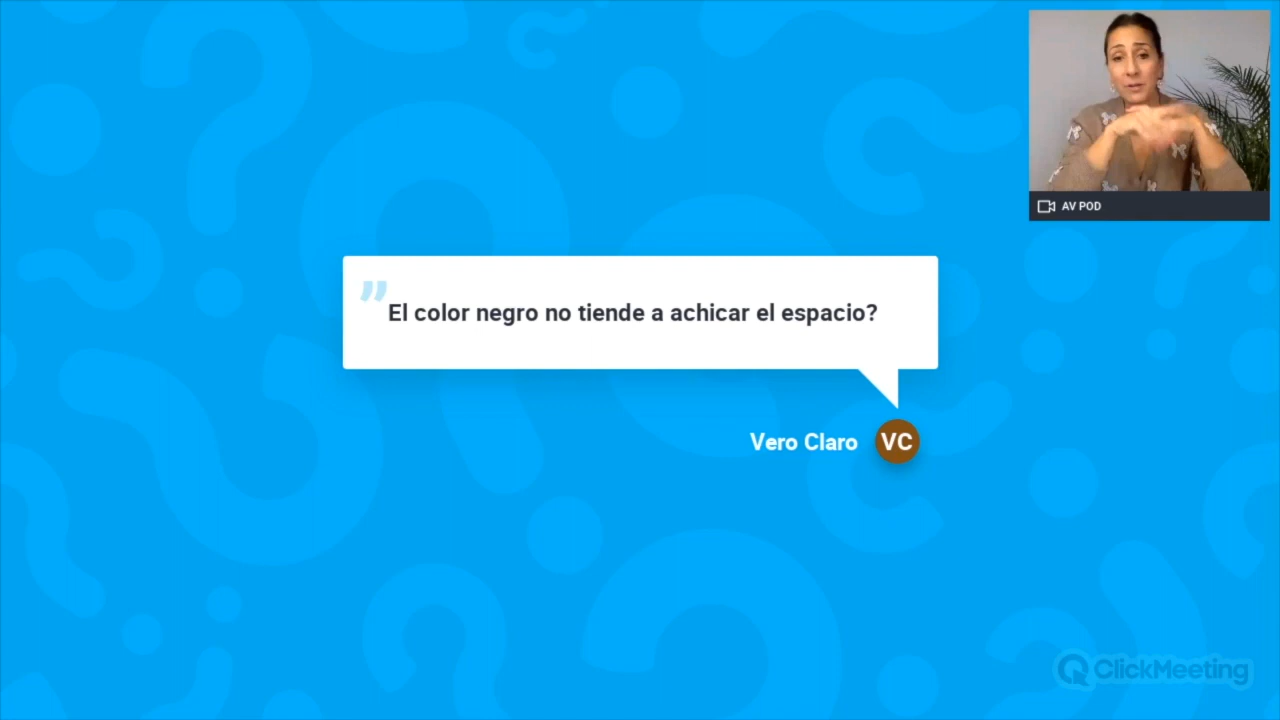 AV POD
" El color negro no tiende a achicar el espacio?
Vero Claro VC
ClickMeeting